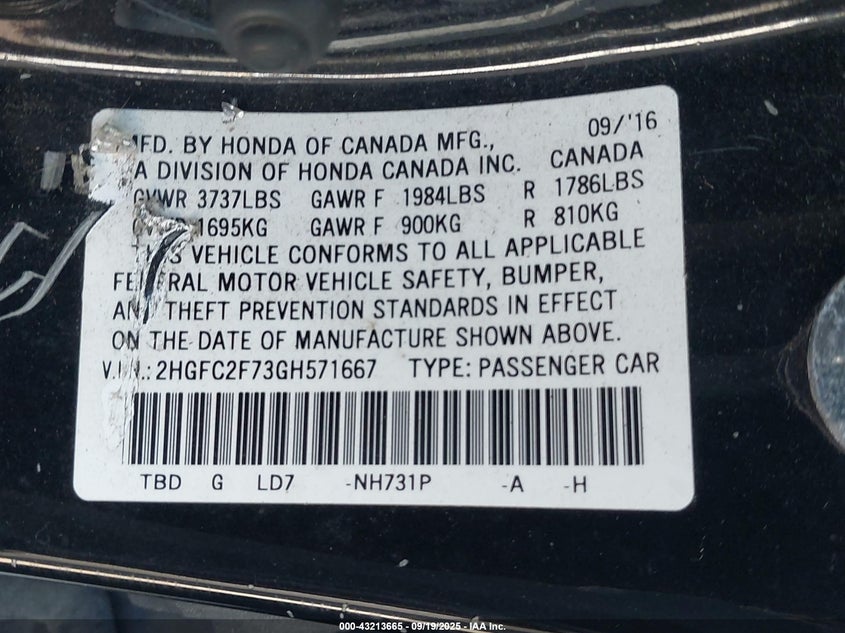 MFD. BY HONDA OF CANADA MFG., 09/'16
A DIVISION OF HONDA CANADA INC. CANADA
GVWR 3737LBS GAWR F 1984LBS R 1786LBS
1695KG GAWR F 900KG R 810KG
THIS VEHICLE CONFORMS TO ALL APPLICABLE
FEDERAL MOTOR VEHICLE SAFETY, BUMPER,
AND THEFT PREVENTION STANDARDS IN EFFECT
ON THE DATE OF MANUFACTURE SHOWN ABOVE.
V.I.N.: 2HGFC2F73GH571667 TYPE: PASSENGER CAR
TBD G LD7 -NH731P -A -H
000-43213665 - 09/19/2025 - IAA Inc.